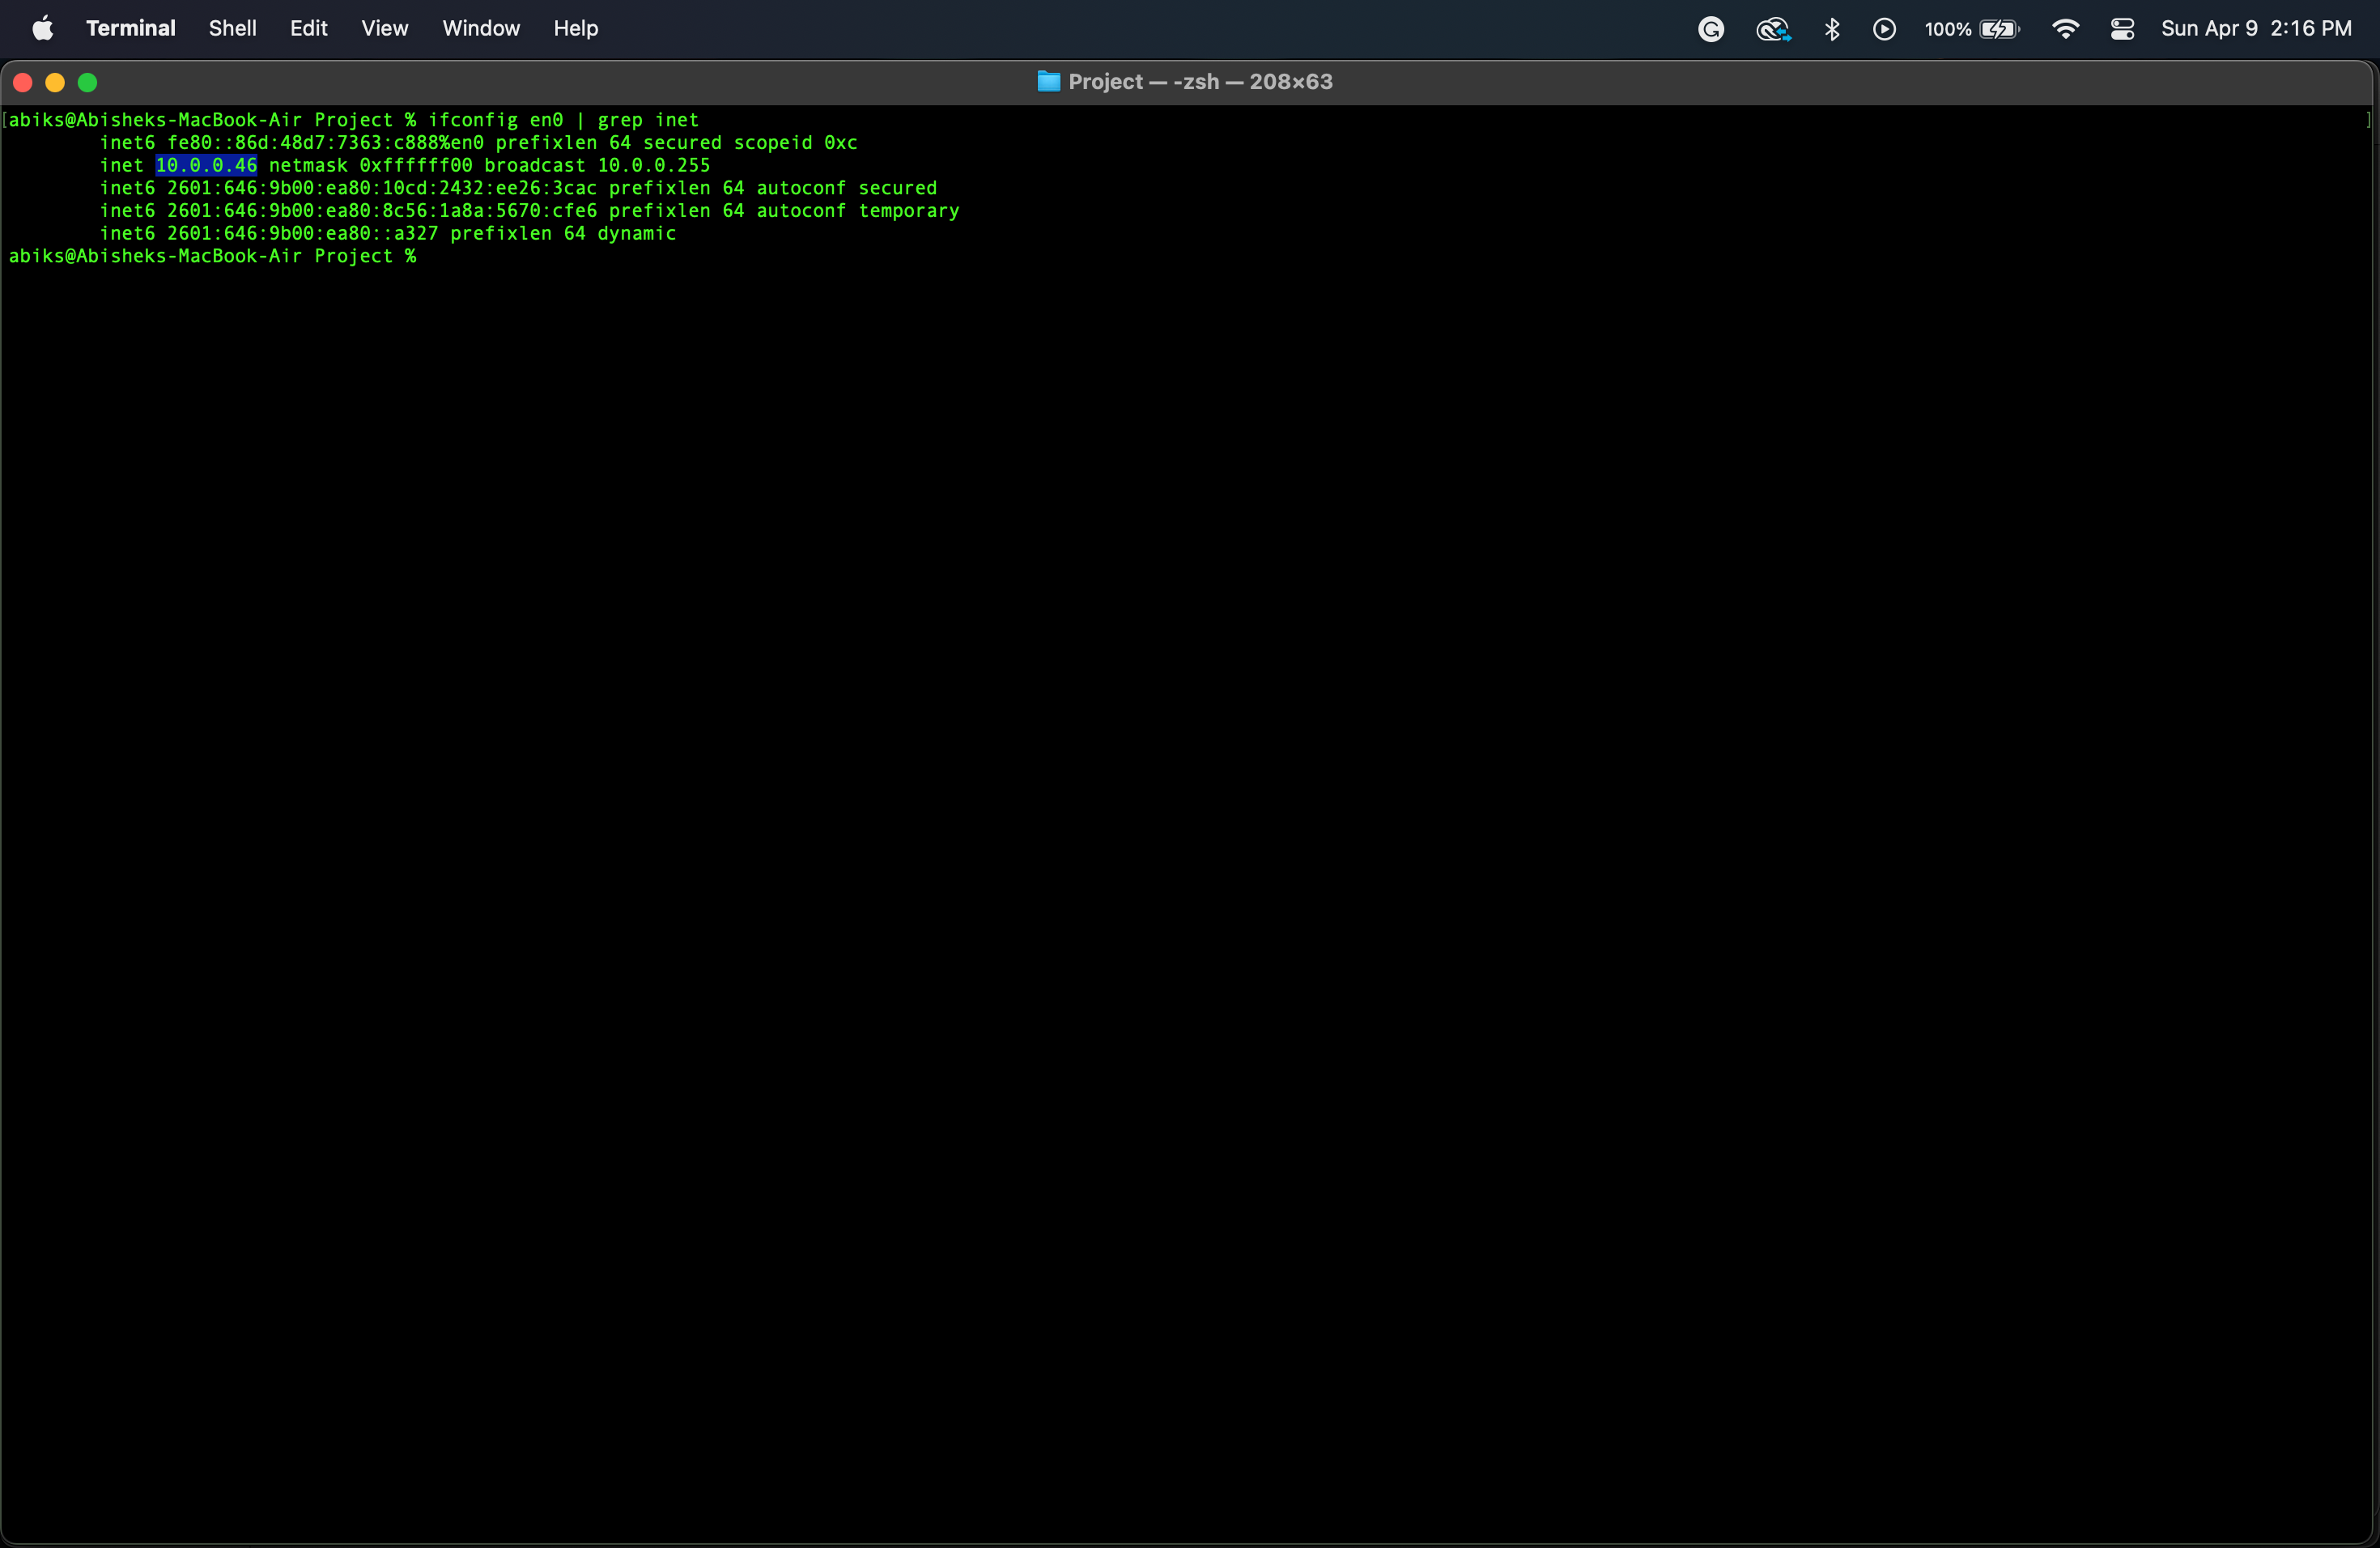 Terminal Shell Edit View Window Help 100% Sun Apr 9 2:16 PM
Project — -zsh — 208×63
[abiks@Abisheks-MacBook-Air Project % ifconfig en0 | grep inet ]
inet6 fe80::86d:48d7:7363:c888%en0 prefixlen 64 secured scopeid 0xc
inet 10.0.0.46 netmask 0xffffff00 broadcast 10.0.0.255
inet6 2601:646:9b00:ea80:10cd:2432:ee26:3cac prefixlen 64 autoconf secured
inet6 2601:646:9b00:ea80:8c56:1a8a:5670:cfe6 prefixlen 64 autoconf temporary
inet6 2601:646:9b00:ea80::a327 prefixlen 64 dynamic
abiks@Abisheks-MacBook-Air Project %